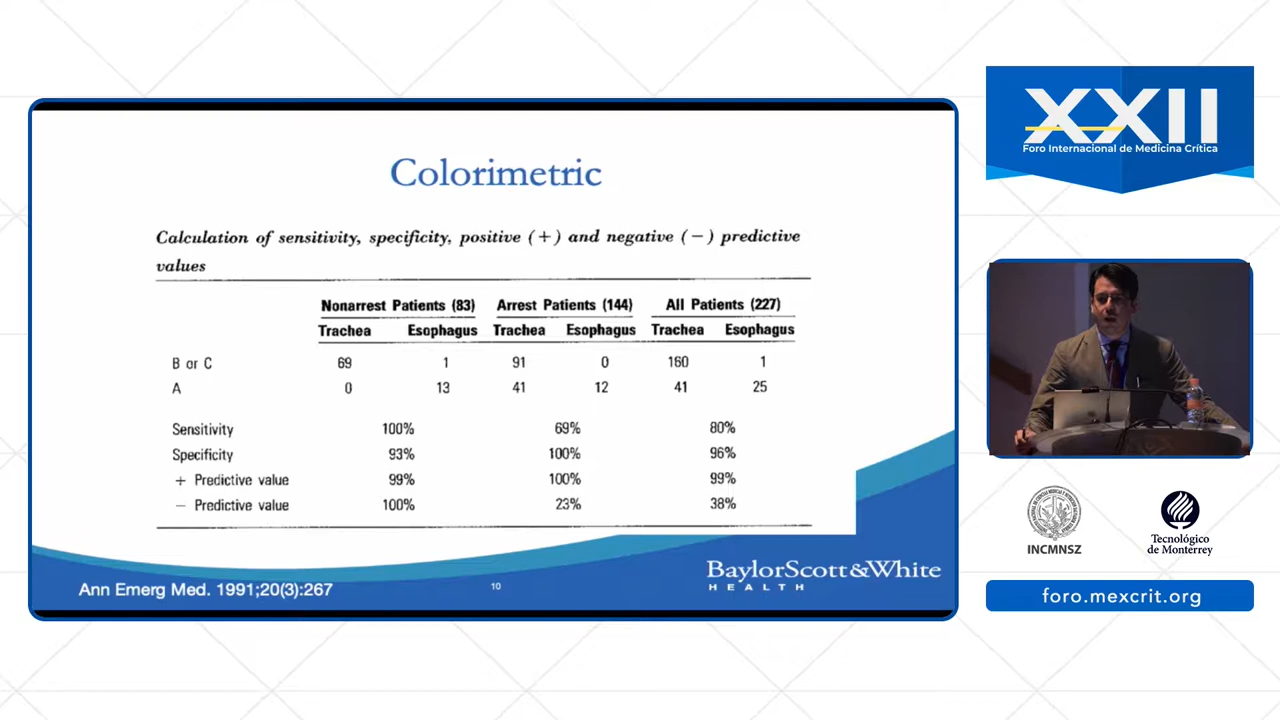 Colorimetric
Calculation of sensitivity, specificity, positive (+) and negative (−) predictive
values
Nonarrest Patients (83) Arrest Patients (144) All Patients (227)
Trachea Esophagus Trachea Esophagus Trachea Esophagus
B or C 69 1 91 0 160 1
A 0 13 41 12 41 25
Sensitivity 100% 69% 80%
Specificity 93% 100% 96%
+ Predictive value 99% 100% 99%
− Predictive value 100% 23% 38%
Ann Emerg Med. 1991;20(3):267
10
BaylorScott&White
HEALTH
XXII
Foro Internacional de Medicina Crítica
INCMNSZ
Tecnológico
de Monterrey
foro.mexcrit.org